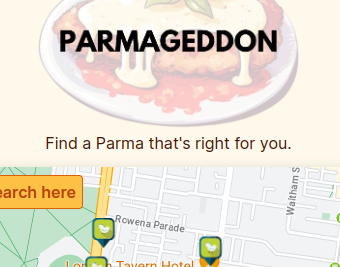 PARMAGEDDON
Find a Parma that's right for you.
earch here
Rowena Parade
Waltham S
Tavern Hotel